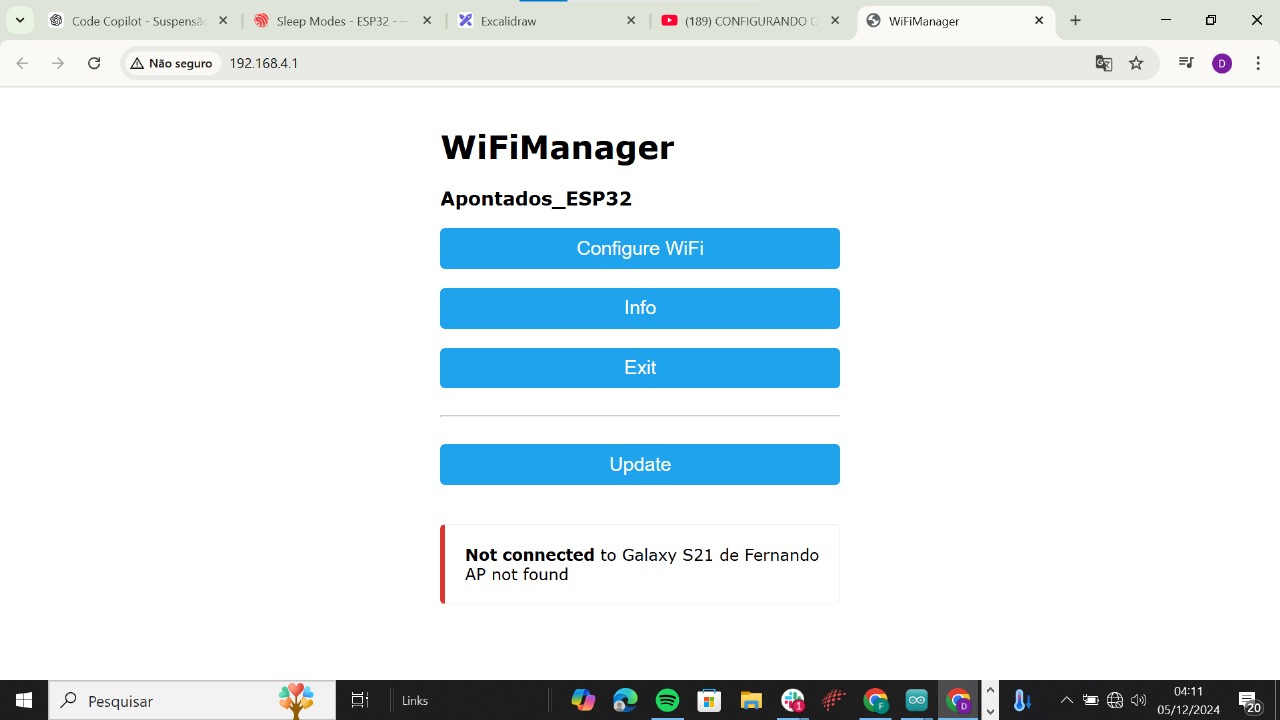 Code Copilot - Suspensã
Sleep Modes - ESP32 -
Excalidraw
(189) CONFIGURANDO
WiFiManager
Não seguro
192.168.4.1
D
WiFiManager
Apontados_ESP32
Configure WiFi
Info
Exit
Update
Not connected to Galaxy S21 de Fernando
AP not found
Pesquisar
Links
1
F
D
04:11
05/12/2024
20